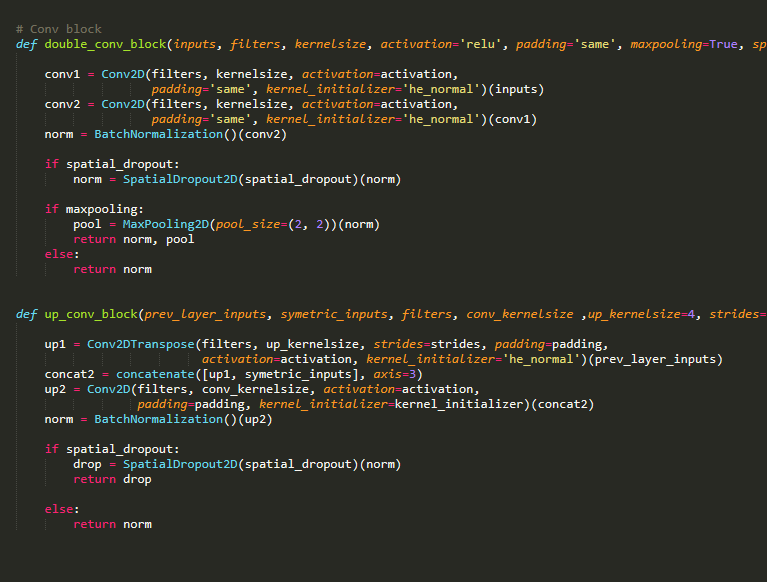 # Conv block
def double_conv_block(inputs, filters, kernelsize, activation='relu', padding='same', maxpooling=True, sp
conv1 = Conv2D(filters, kernelsize, activation=activation,
padding='same', kernel_initializer='he_normal')(inputs)
conv2 = Conv2D(filters, kernelsize, activation=activation,
padding='same', kernel_initializer='he_normal')(conv1)
norm = BatchNormalization()(conv2)
if spatial_dropout:
norm = SpatialDropout2D(spatial_dropout)(norm)
if maxpooling:
pool = MaxPooling2D(pool_size=(2, 2))(norm)
return norm, pool
else:
return norm
def up_conv_block(prev_layer_inputs, symetric_inputs, filters, conv_kernelsize ,up_kernelsize=4, strides=
up1 = Conv2DTranspose(filters, up_kernelsize, strides=strides, padding=padding,
activation=activation, kernel_initializer='he_normal')(prev_layer_inputs)
concat2 = concatenate([up1, symetric_inputs], axis=3)
up2 = Conv2D(filters, conv_kernelsize, activation=activation,
padding=padding, kernel_initializer=kernel_initializer)(concat2)
norm = BatchNormalization()(up2)
if spatial_dropout:
drop = SpatialDropout2D(spatial_dropout)(norm)
return drop
else:
return norm